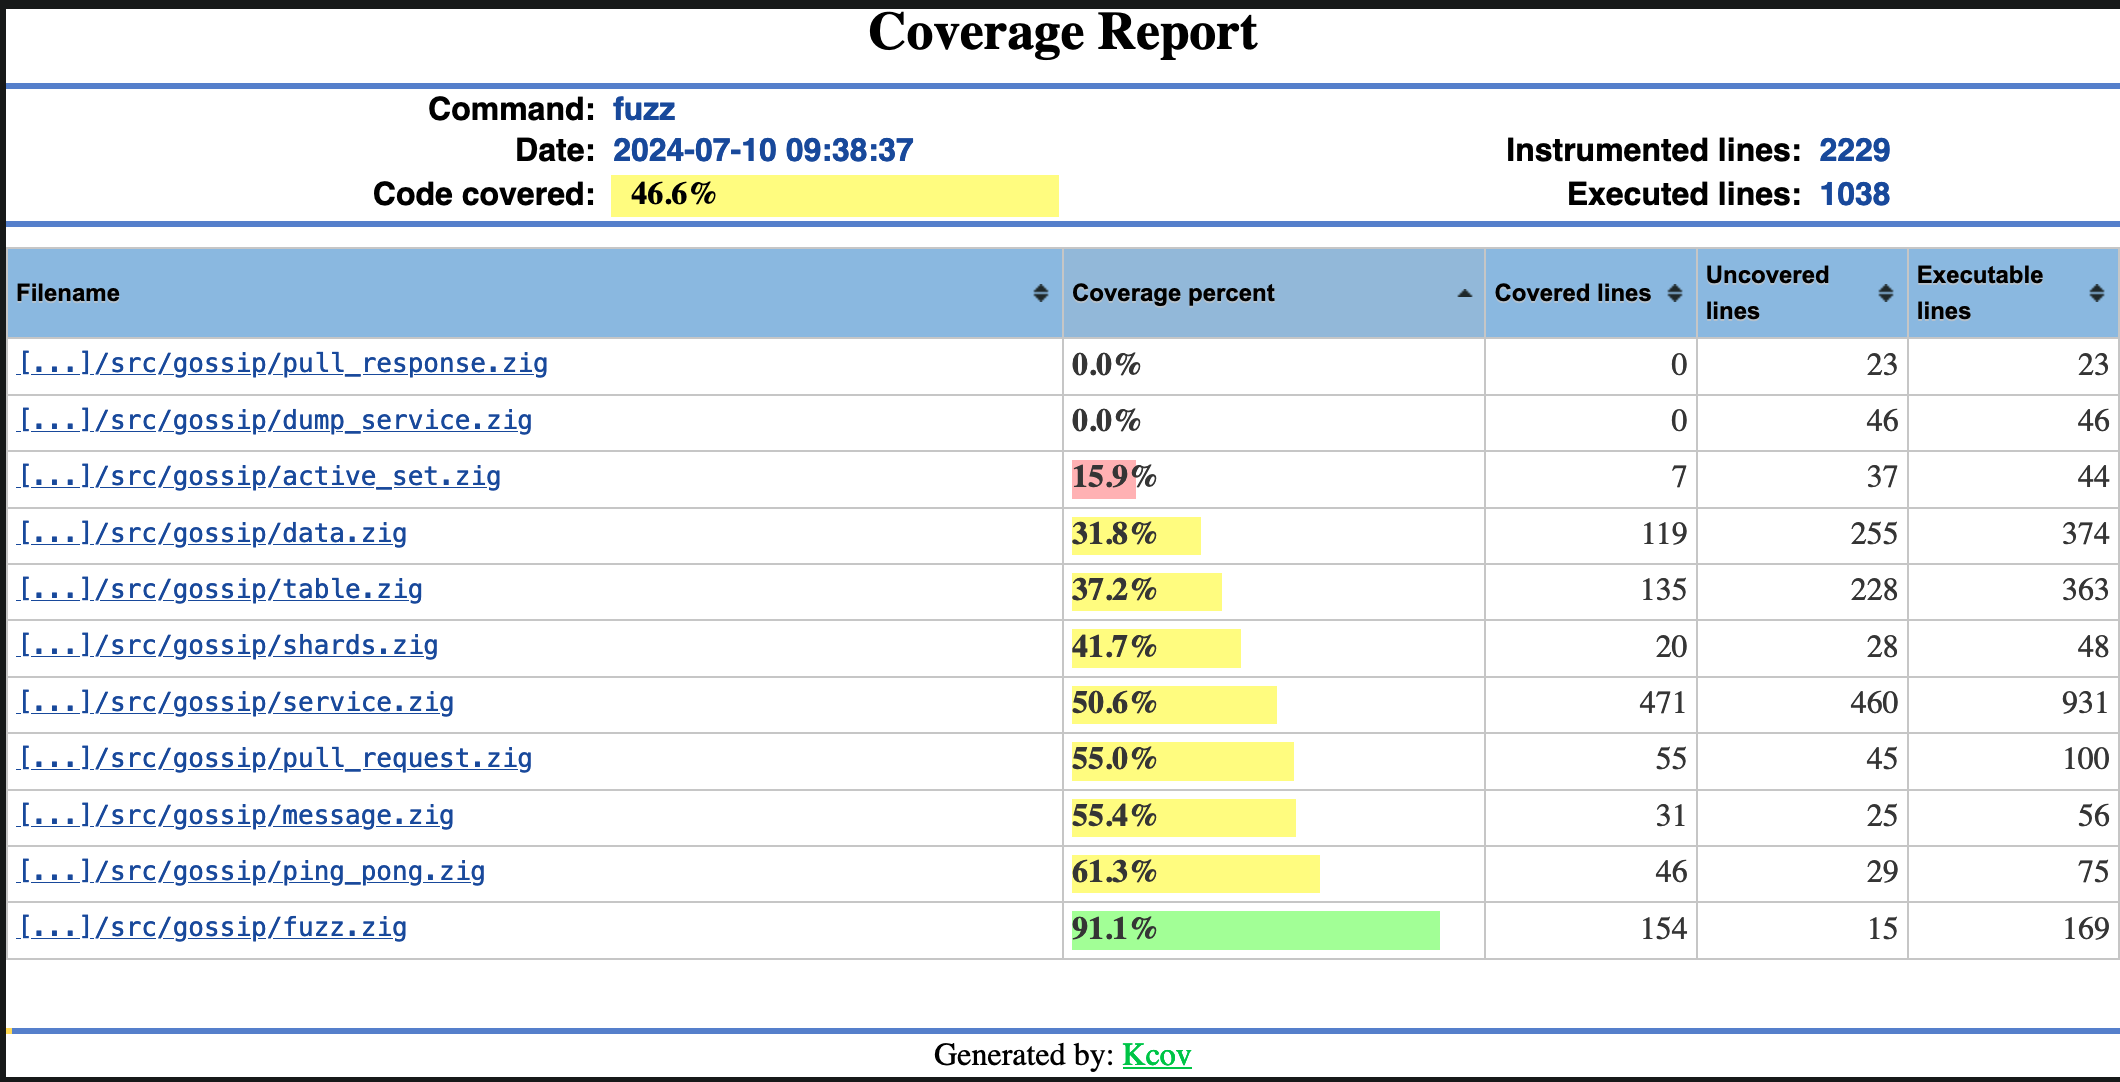 Coverage Report
Command: fuzz
Date: 2024-07-10 09:38:37 Instrumented lines: 2229
Code covered: 46.6% Executed lines: 1038
Filename Coverage percent Covered lines Uncovered lines Executable lines
[...]/src/gossip/pull_response.zig 0.0% 0 23 23
[...]/src/gossip/dump_service.zig 0.0% 0 46 46
[...]/src/gossip/active_set.zig 15.9% 7 37 44
[...]/src/gossip/data.zig 31.8% 119 255 374
[...]/src/gossip/table.zig 37.2% 135 228 363
[...]/src/gossip/shards.zig 41.7% 20 28 48
[...]/src/gossip/service.zig 50.6% 471 460 931
[...]/src/gossip/pull_request.zig 55.0% 55 45 100
[...]/src/gossip/message.zig 55.4% 31 25 56
[...]/src/gossip/ping_pong.zig 61.3% 46 29 75
[...]/src/gossip/fuzz.zig 91.1% 154 15 169
Generated by: Kcov